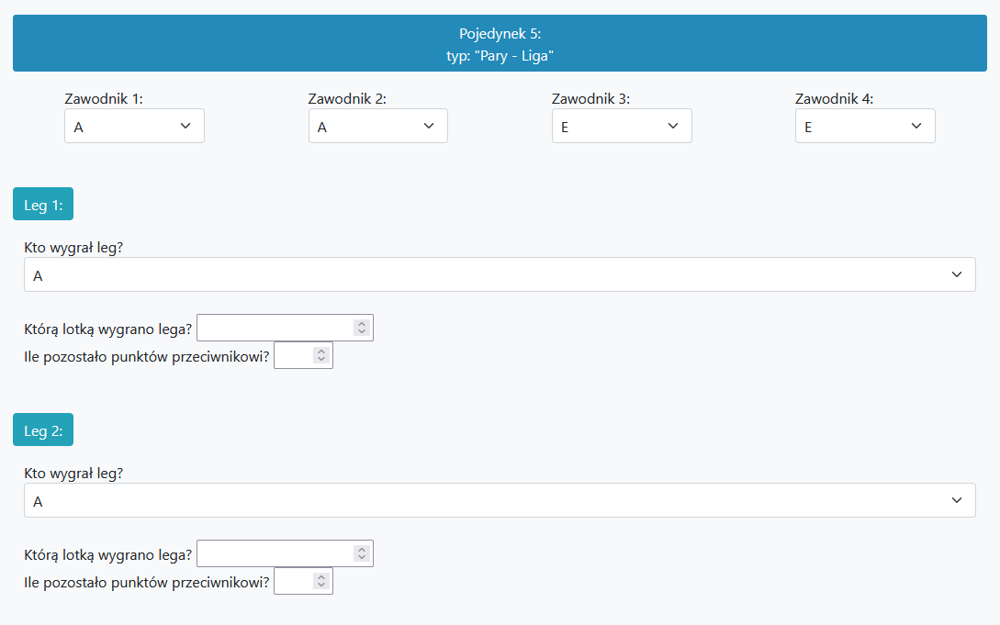 Pojedynek 5:
typ: "Pary - Liga"
Zawodnik 1: Zawodnik 2: Zawodnik 3: Zawodnik 4:
A A E E
Leg 1:
Kto wygrał leg?
A
Którą lotką wygrano lega?
Ile pozostało punktów przeciwnikowi?
Leg 2:
Kto wygrał leg?
A
Którą lotką wygrano lega?
Ile pozostało punktów przeciwnikowi?